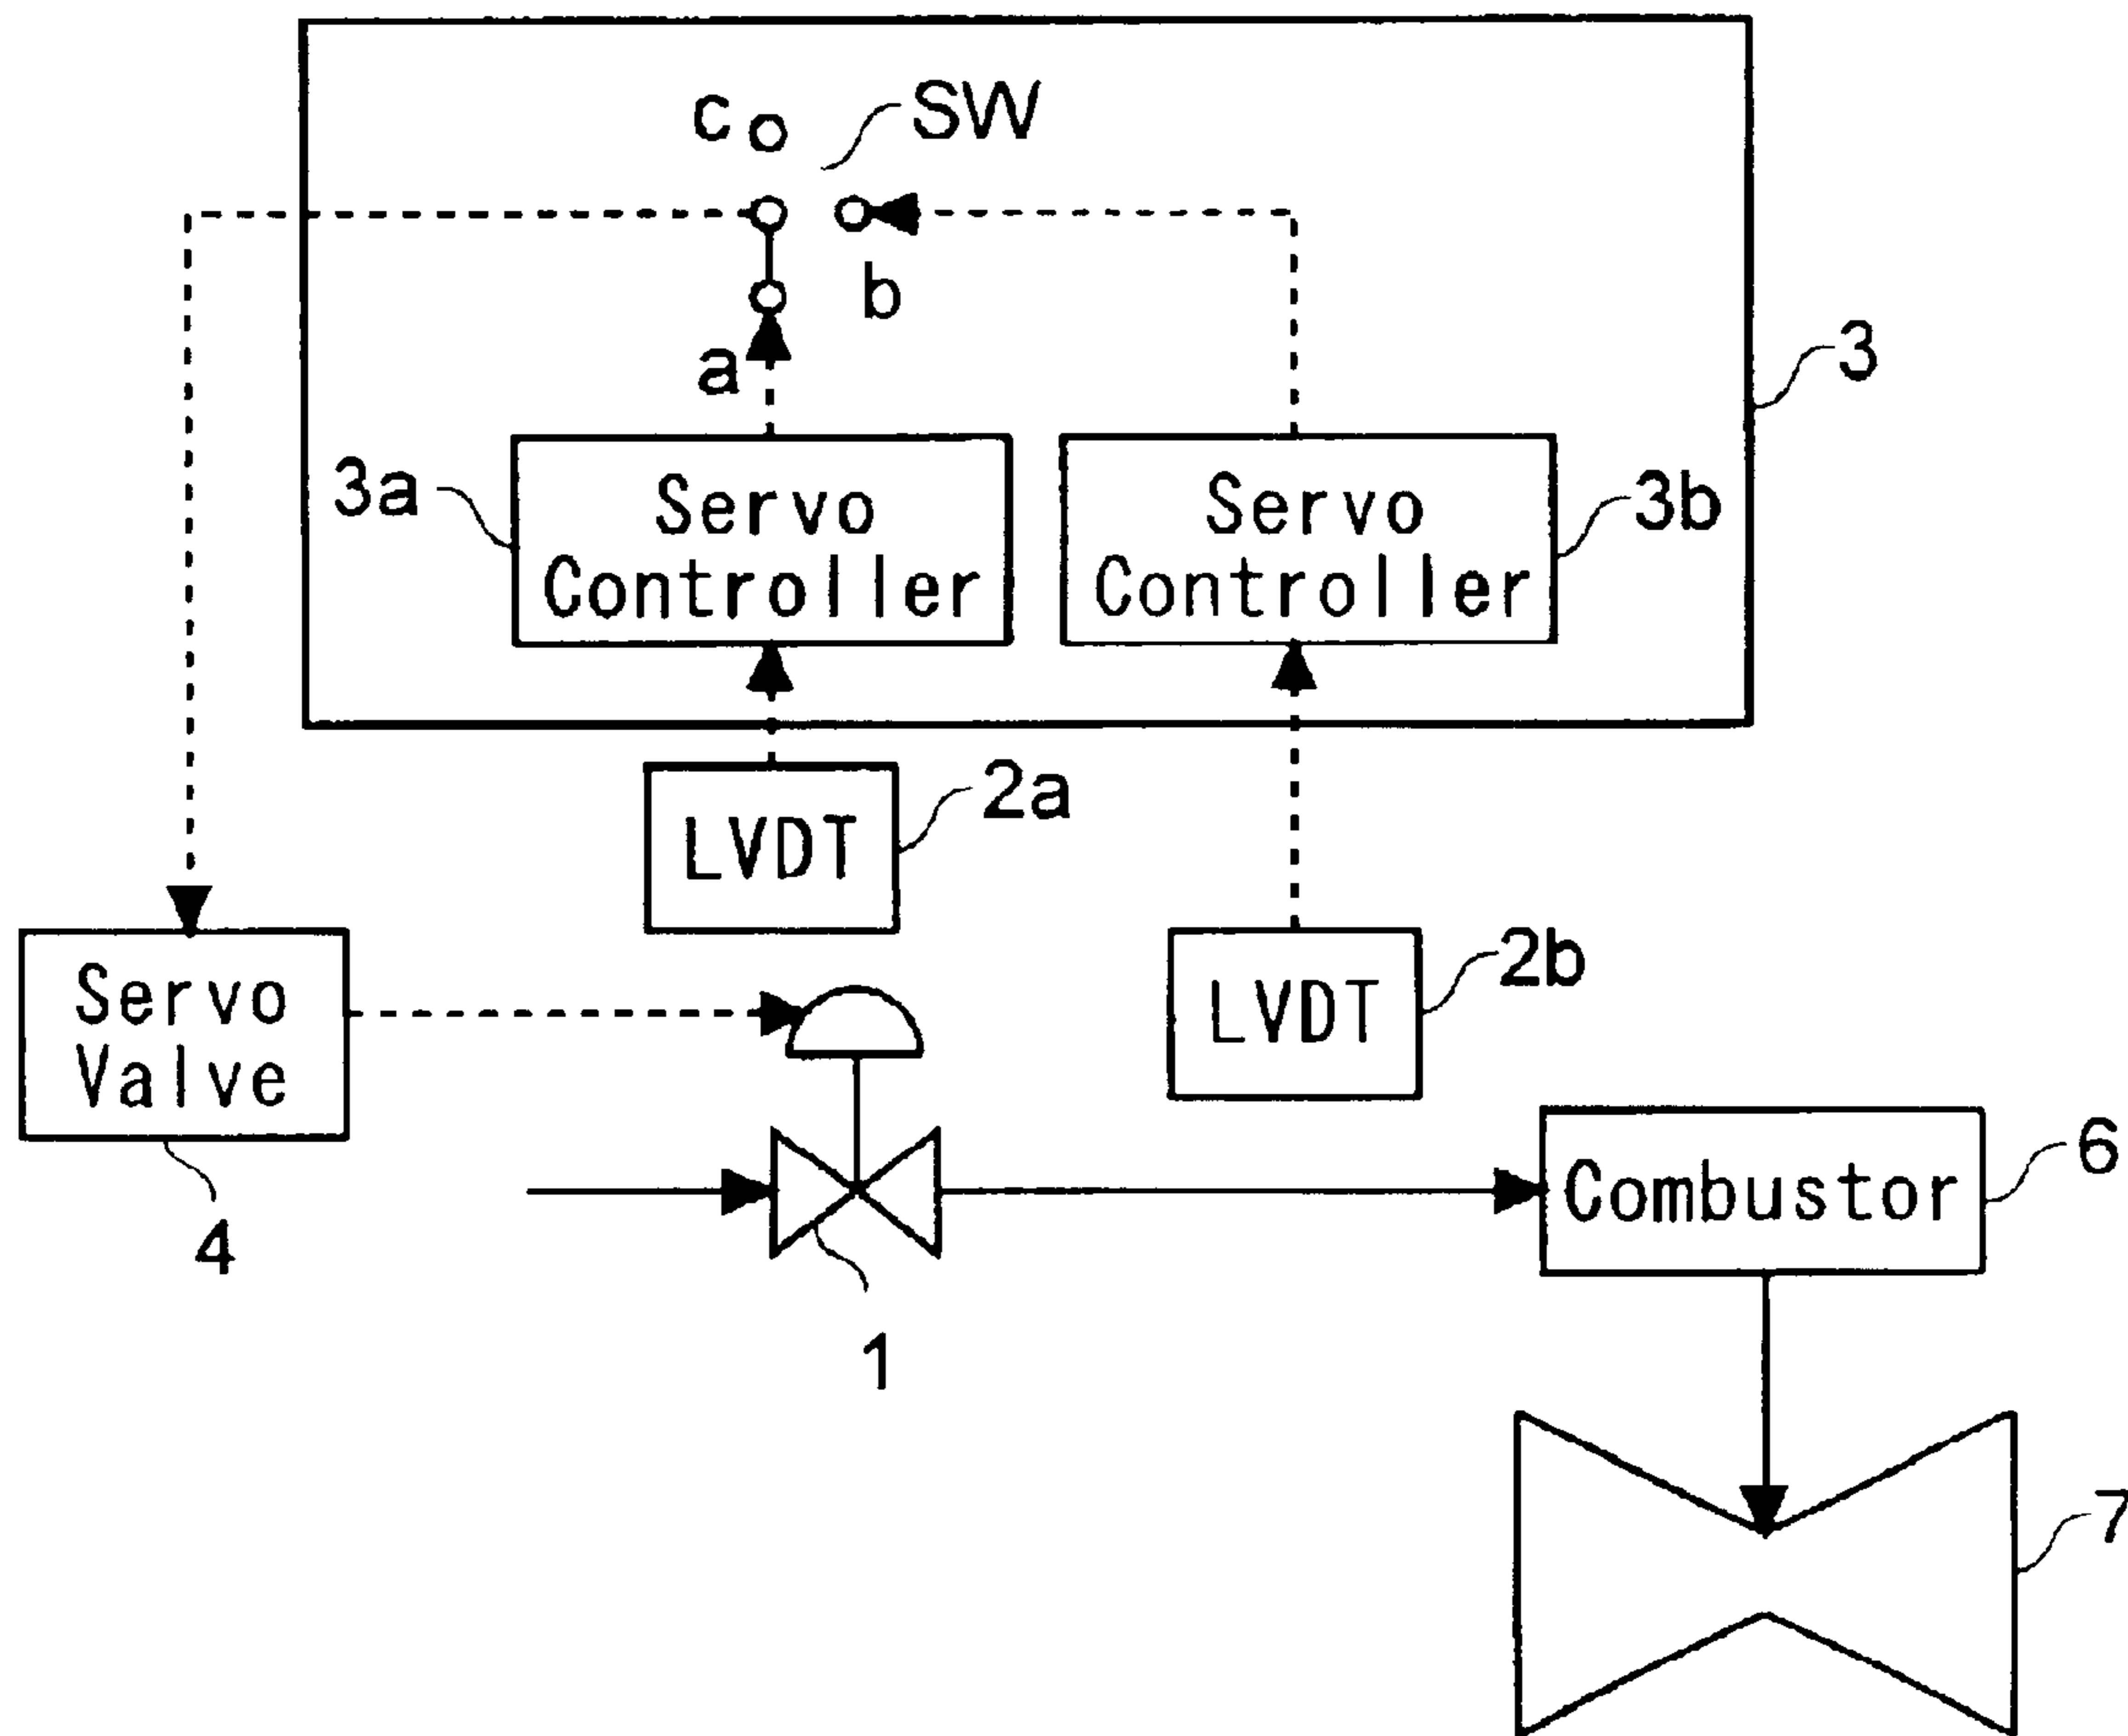 c
SW
b
a
3
3a
Servo
Controller
Servo
Controller
3b
LVDT
2a
Servo
Valve
LVDT
2b
4
1
Combustor
6
7